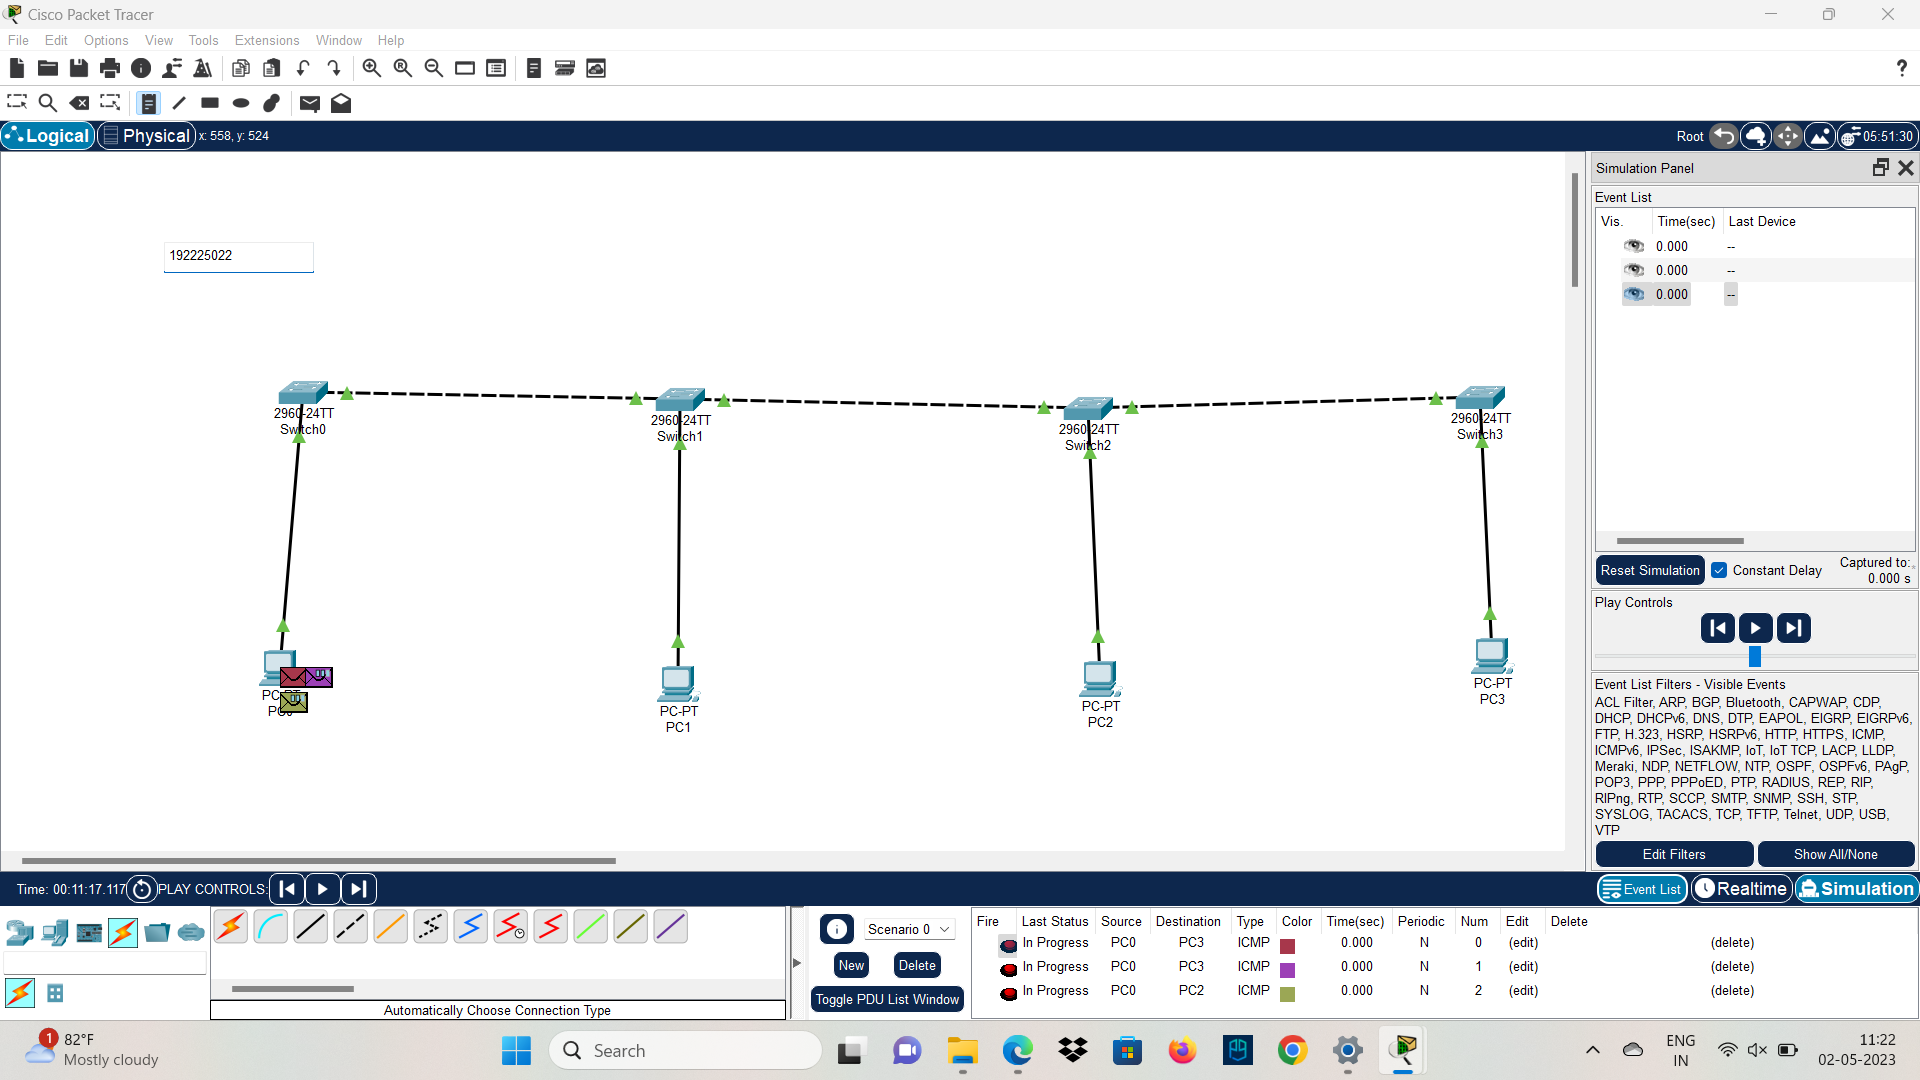 Cisco Packet Tracer
File Edit Options View Tools Extensions Window Help
Logical Physical x: 558, y: 524 Root 05:51:30
192225022
2960-24TT
Switch0
2960-24TT
Switch1
2960-24TT
Switch2
2960-24TT
Switch3
PC-PT
PC0
PC-PT
PC1
PC-PT
PC2
PC-PT
PC3
Simulation Panel
Event List
Vis. Time(sec) Last Device
0.000 --
0.000 --
0.000 --
Reset Simulation Constant Delay Captured to:
0.000 s
Play Controls
Event List Filters - Visible Events
ACL Filter, ARP, BGP, Bluetooth, CAPWAP, CDP,
DHCP, DHCPv6, DNS, DTP, EAPOL, EIGRP, EIGRPv6,
FTP, H.323, HSRP, HSRPv6, HTTP, HTTPS, ICMP,
ICMPv6, IPSec, ISAKMP, IoT, IoT TCP, LACP, LLDP,
Meraki, NDP, NETFLOW, NTP, OSPF, OSPFv6, PAgP,
POP3, PPP, PPPoED, PTP, RADIUS, REP, RIP,
RIPng, RTP, SCCP, SMTP, SNMP, SSH, STP,
SYSLOG, TACACS, TCP, TFTP, Telnet, UDP, USB,
VTP
Edit Filters Show All/None
Time: 00:11:17.117 PLAY CONTROLS: Event List Realtime Simulation
Automatically Choose Connection Type
Scenario 0
New Delete
Toggle PDU List Window
Fire Last Status Source Destination Type Color Time(sec) Periodic Num Edit Delete
In Progress PC0 PC3 ICMP 0.000 N 0 (edit) (delete)
In Progress PC0 PC3 ICMP 0.000 N 1 (edit) (delete)
In Progress PC0 PC2 ICMP 0.000 N 2 (edit) (delete)
1
82°F
Mostly cloudy
Search
ENG
IN
11:22
02-05-2023